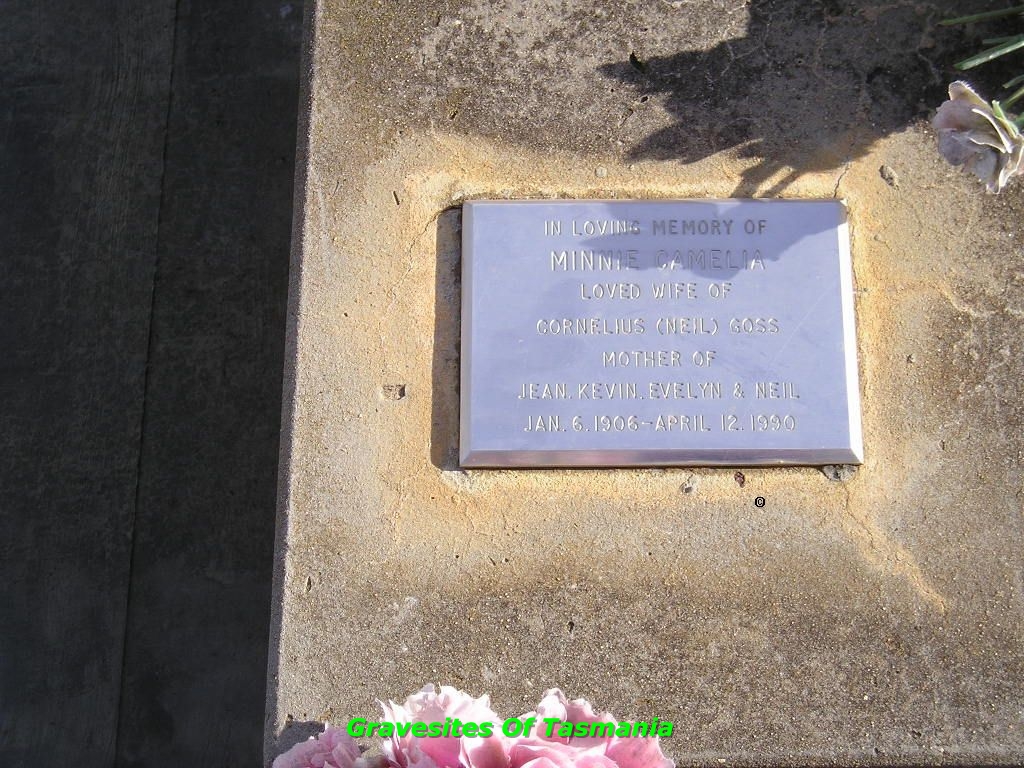 IN LOVING MEMORY OF
MINNIE CAMELIA
LOVED WIFE OF
CORNELIUS (NEIL) GOSS
MOTHER OF
JEAN. KEVIN. EVELYN & NEIL
JAN. 6. 1906-APRIL 12. 1990
©
Gravesites Of Tasmania